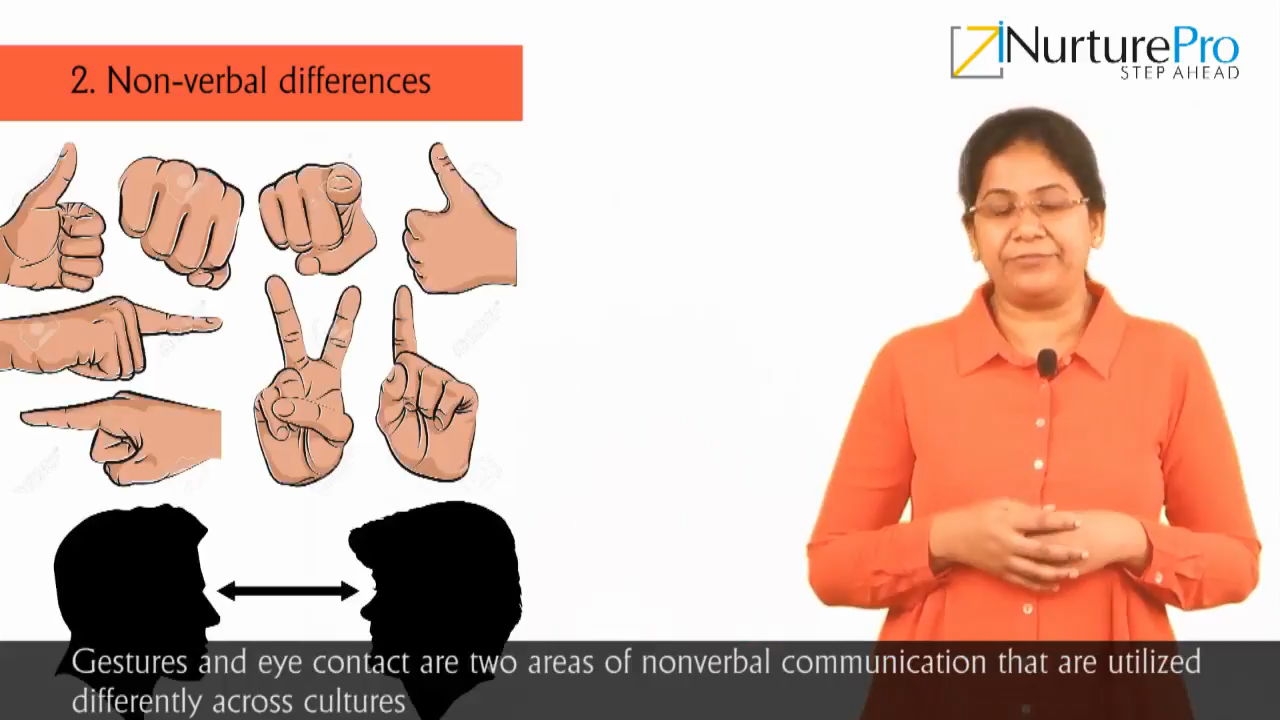 iNurturePro
STEP AHEAD
2. Non-verbal differences
Gestures and eye contact are two areas of nonverbal communication that are utilized
differently across cultures